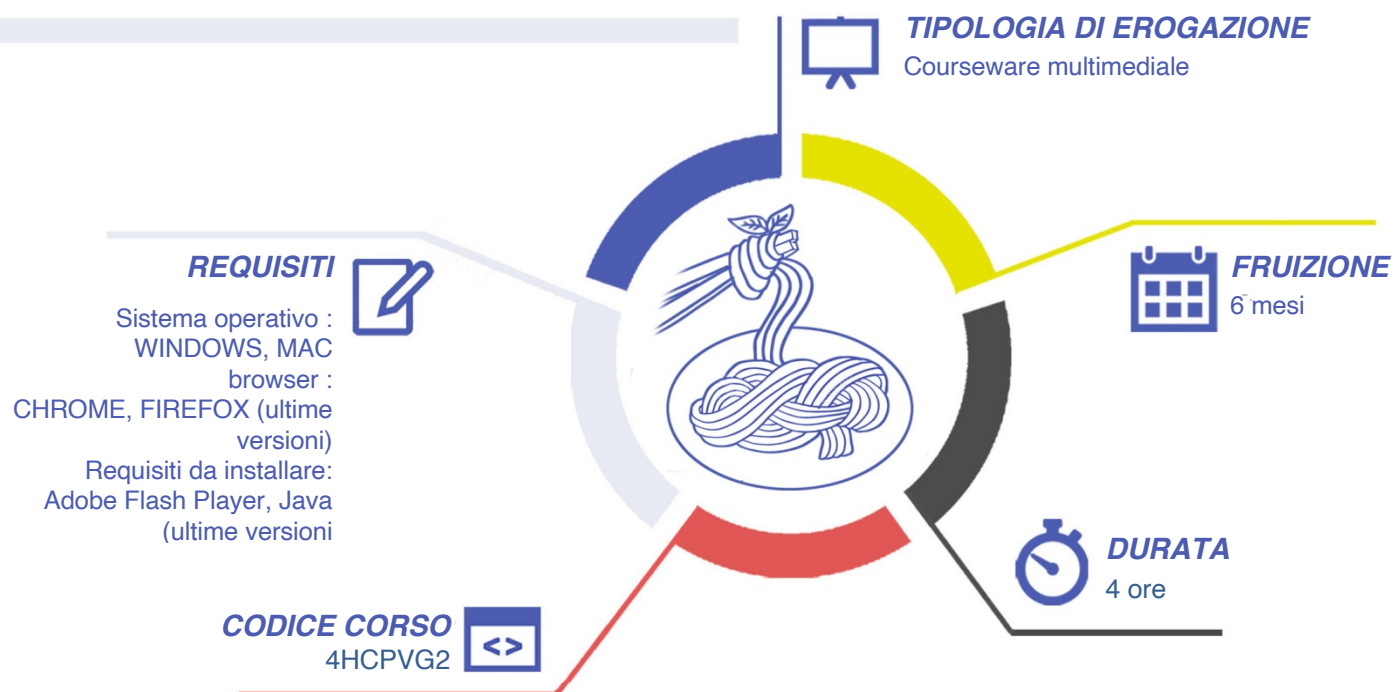 TIPOLOGIA DI EROGAZIONE
Courseware multimediale
REQUISITI
Sistema operativo :
WINDOWS, MAC
browser :
CHROME, FIREFOX (ultime
versioni)
Requisiti da installare:
Adobe Flash Player, Java
(ultime versioni
FRUIZIONE
6 mesi
DURATA
4 ore
CODICE CORSO
4HCPVG2
<>